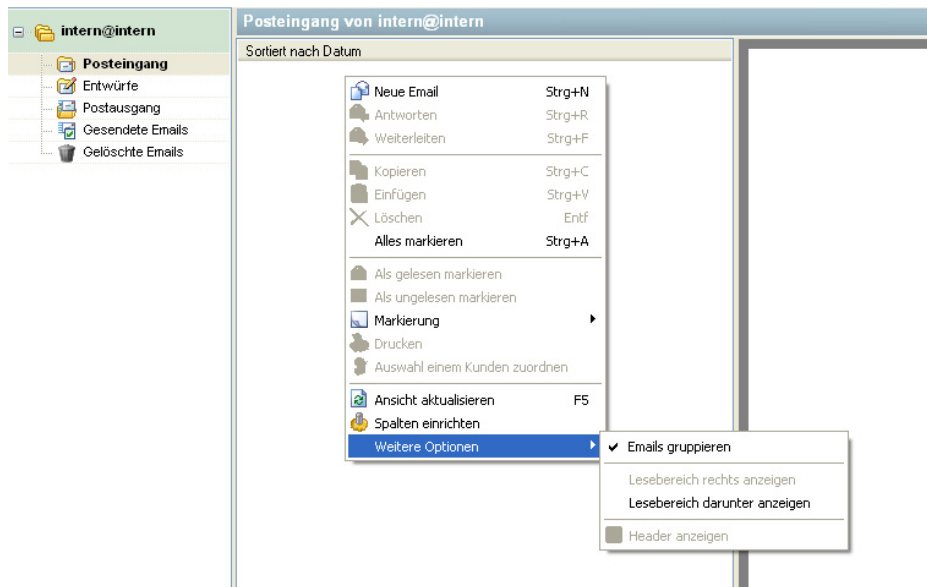 intern@intern
Posteingang
Entwürfe
Postausgang
Gesendete Emails
Gelöschte Emails
Posteingang von intern@intern
Sortiert nach Datum
Neue Email Strg+N
Antworten Strg+R
Weiterleiten Strg+F
Kopieren Strg+C
Einfügen Strg+V
Löschen Entf
Alles markieren Strg+A
Als gelesen markieren
Als ungelesen markieren
Markierung
Drucken
Auswahl einem Kunden zuordnen
Ansicht aktualisieren F5
Spalten einrichten
Weitere Optionen
Emails gruppieren
Lesebereich rechts anzeigen
Lesebereich darunter anzeigen
Header anzeigen